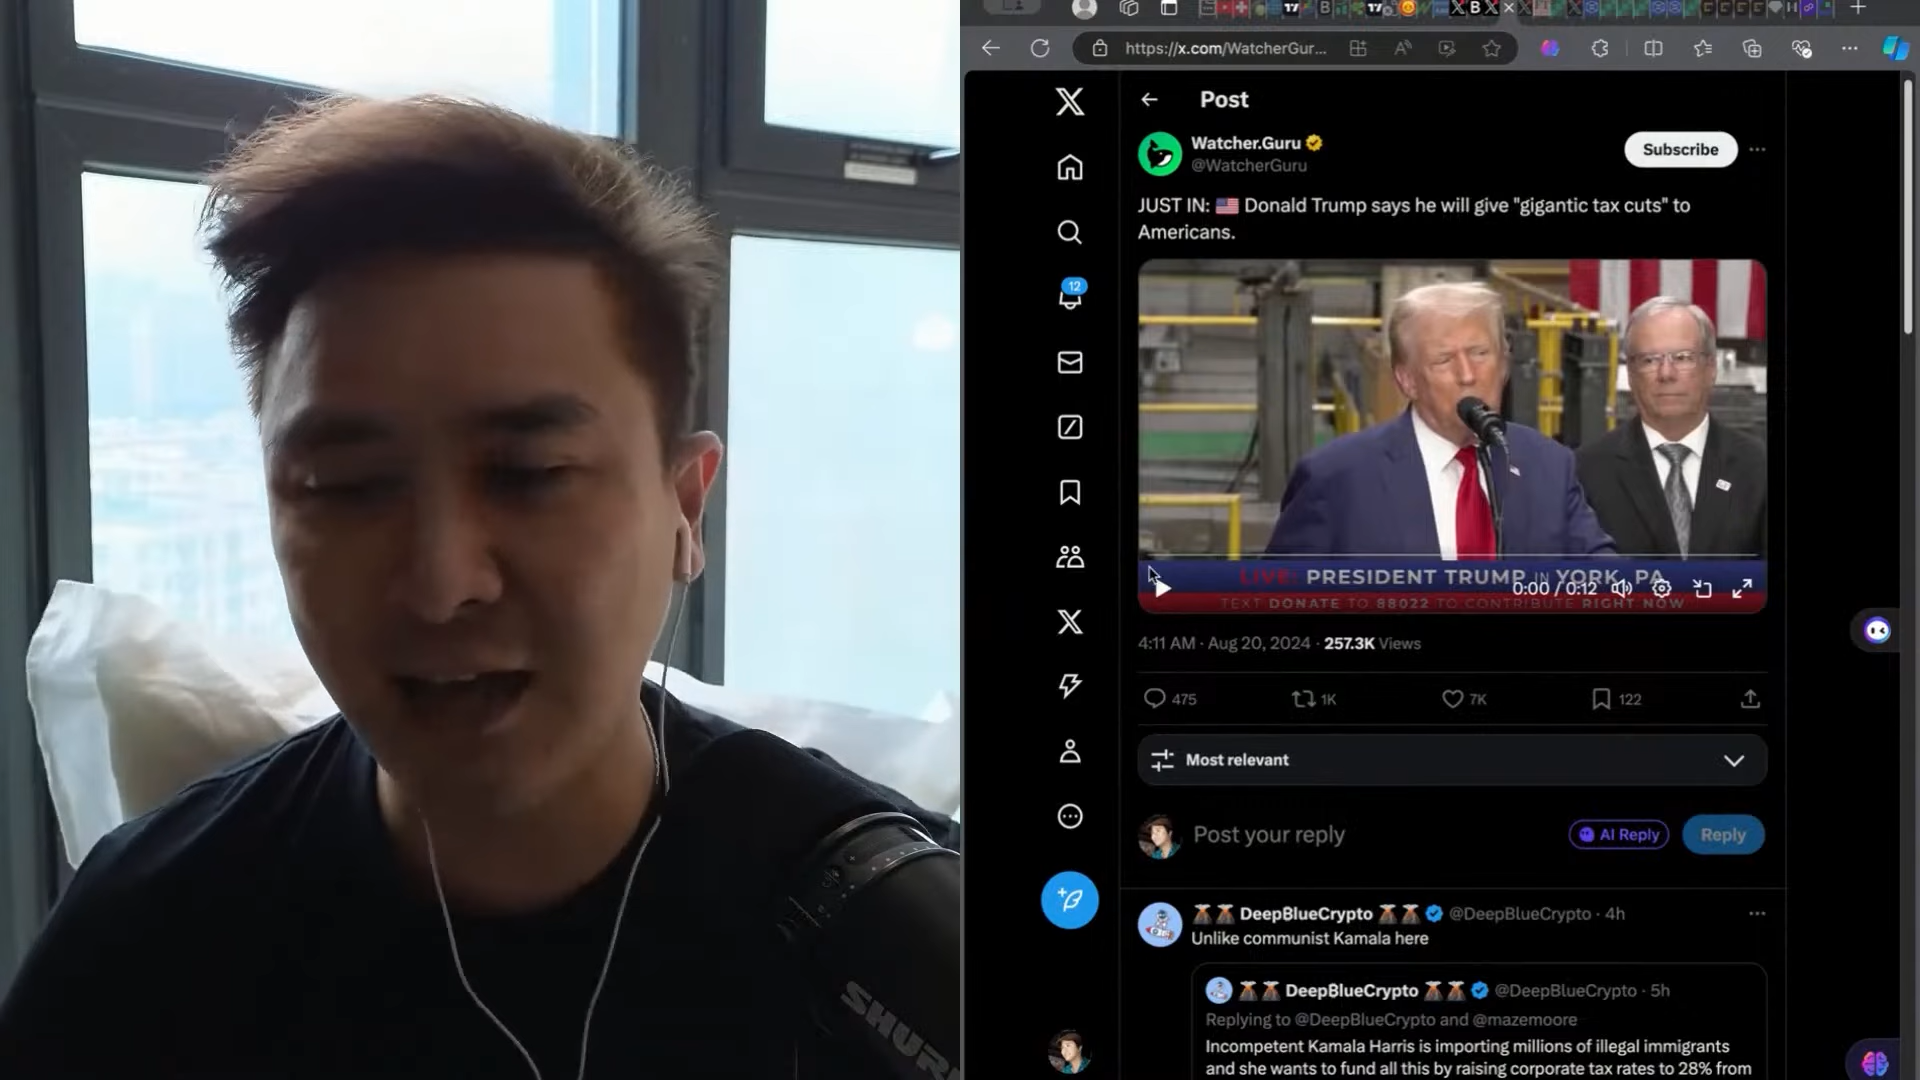 https://x.com/WatcherGur...
Post
Watcher.Guru
@WatcherGuru
Subscribe
JUST IN: 🇺🇸 Donald Trump says he will give "gigantic tax cuts" to
Americans.
12
LIVE: PRESIDENT TRUMP IN YORK, PA
0:00 / 0:12
TEXT DONATE TO 88022 TO CONTRIBUTE RIGHT NOW
4:11 AM · Aug 20, 2024 · 257.3K Views
475 1K 7K 122
Most relevant
Post your reply
AI Reply
Reply
🌋🌋 DeepBlueCrypto 🌋🌋 @DeepBlueCrypto · 4h
Unlike communist Kamala here
🌋🌋 DeepBlueCrypto 🌋🌋 @DeepBlueCrypto · 5h
Replying to @DeepBlueCrypto and @mazemoore
Incompetent Kamala Harris is importing millions of illegal immigrants
and she wants to fund all this by raising corporate tax rates to 28% from
SHURE